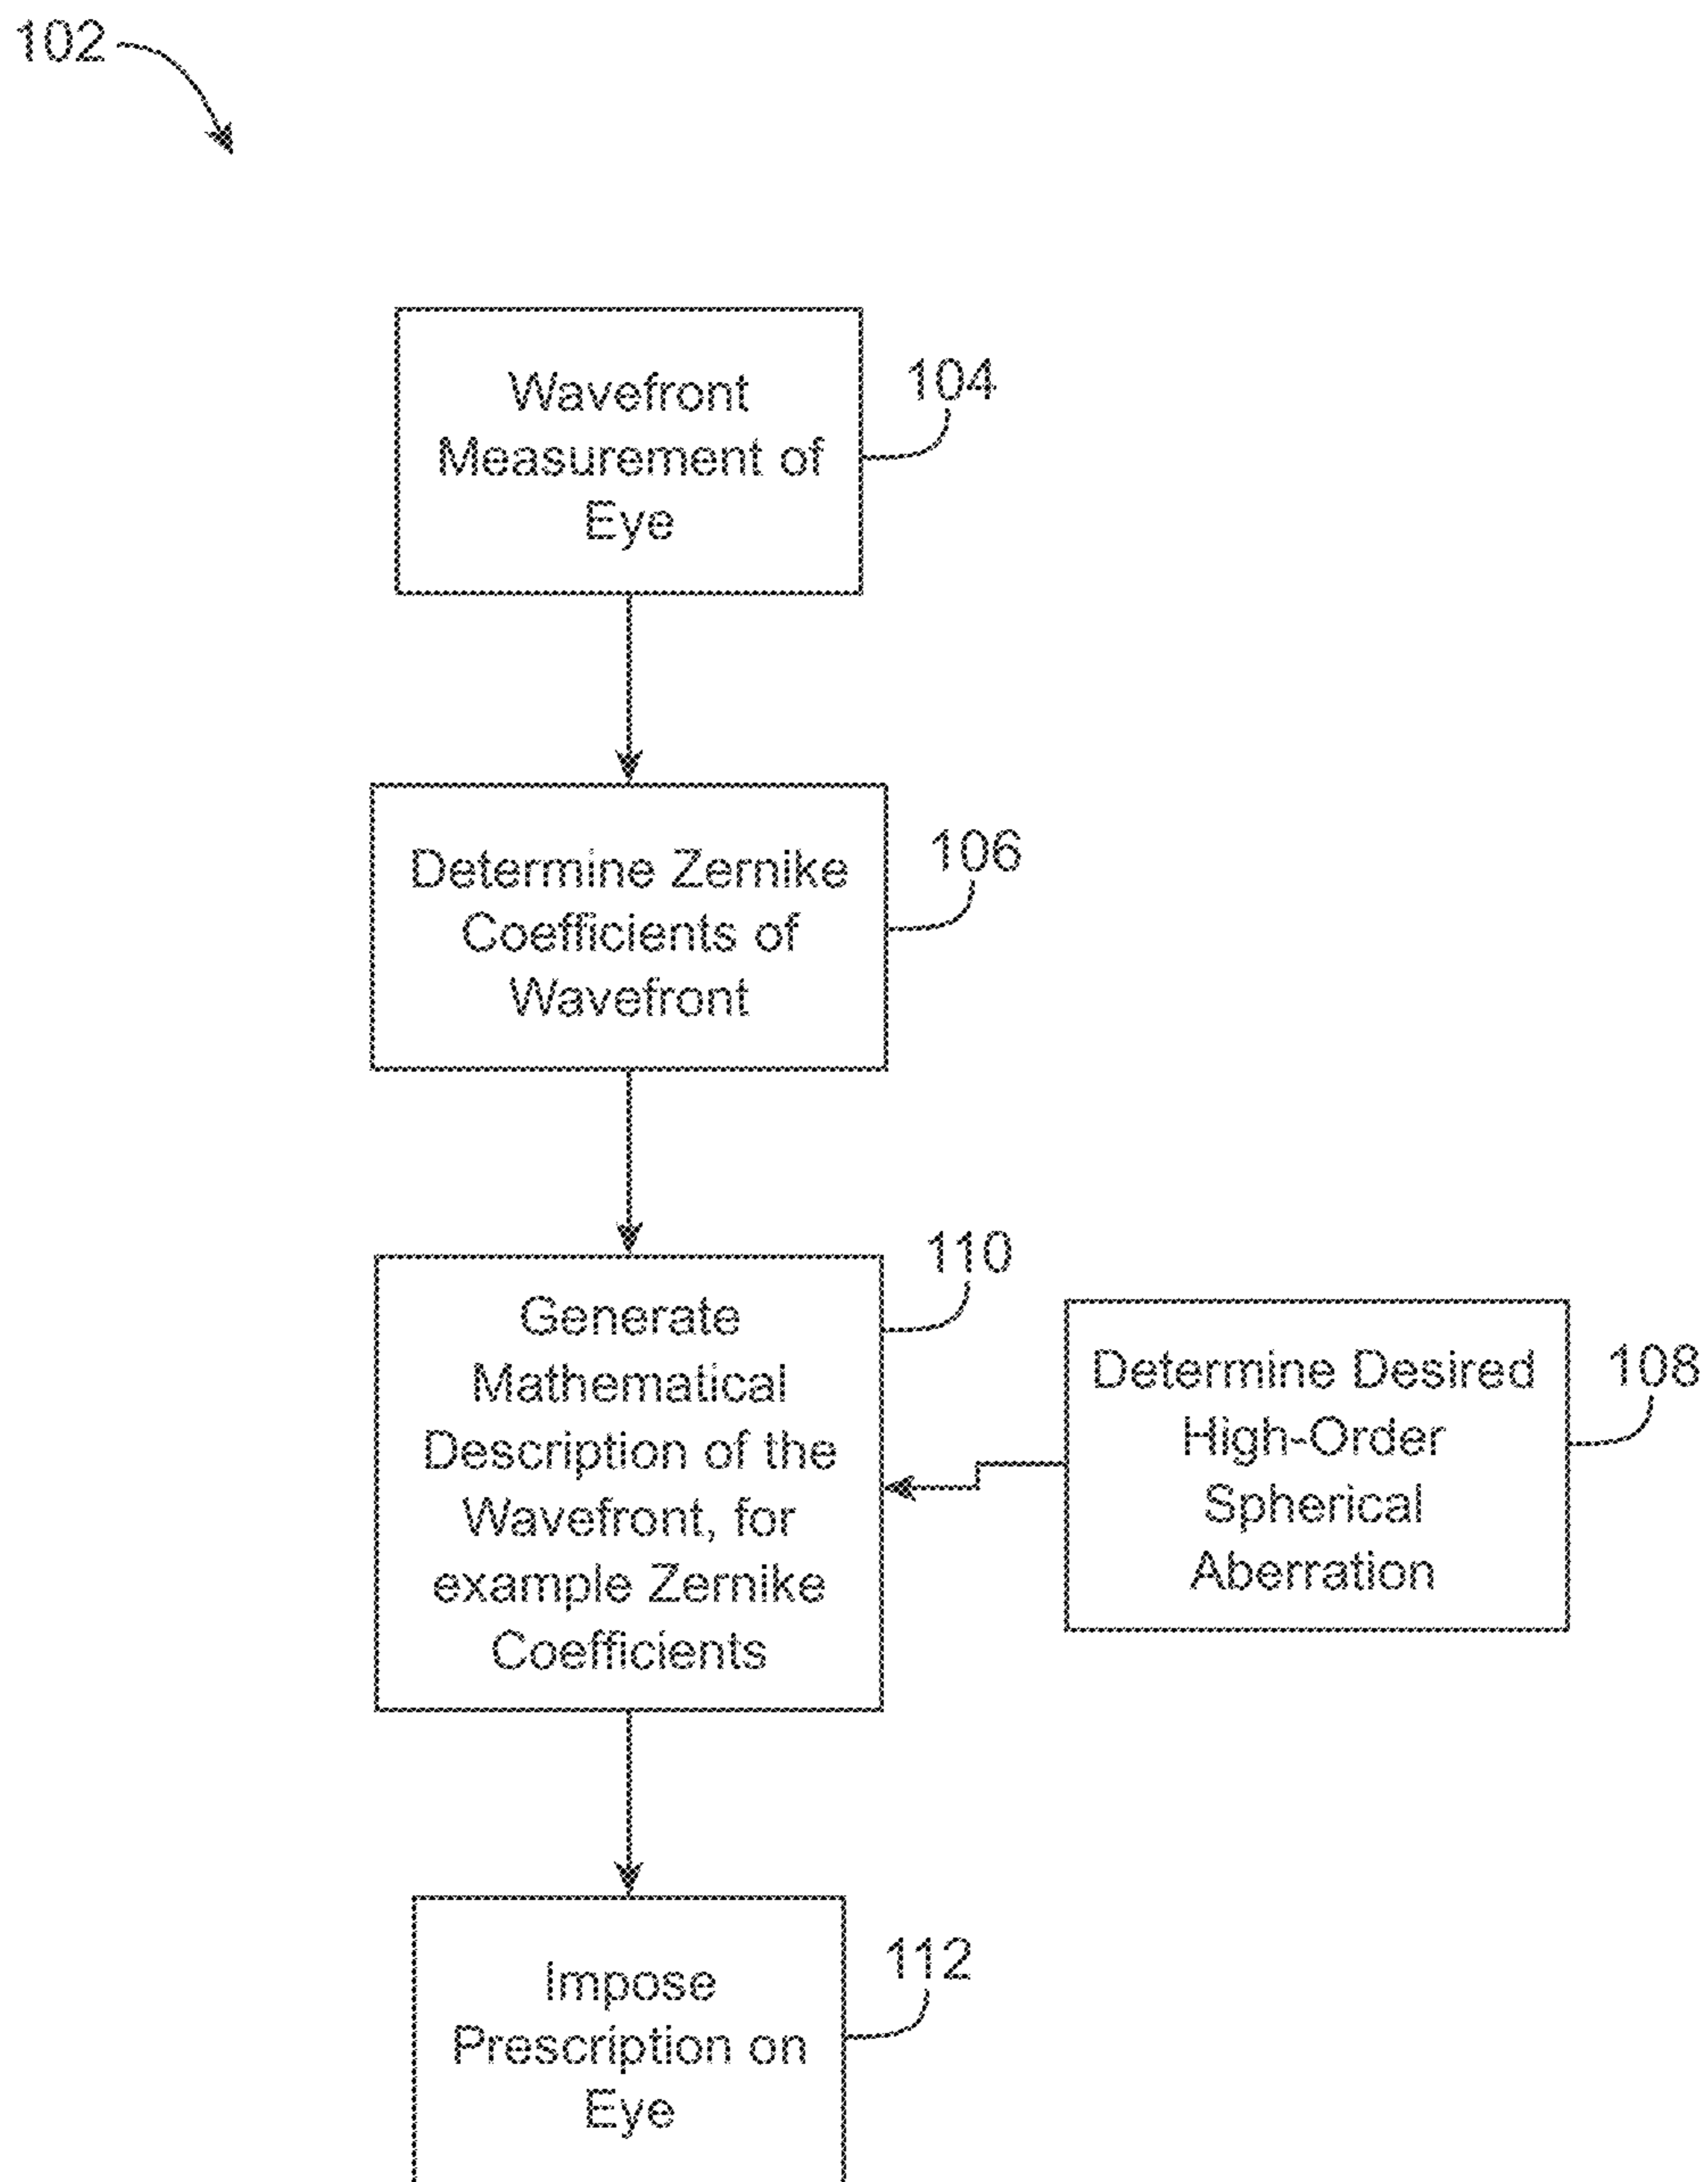 102
Wavefront
Measurement of
Eye
104
Determine Zernike
Coefficients of
Wavefront
106
Generate
Mathematical
Description of the
Wavefront, for
example Zernike
Coefficients
110
Determine Desired
High-Order
Spherical
Aberration
108
Impose
Prescription on
Eye
112